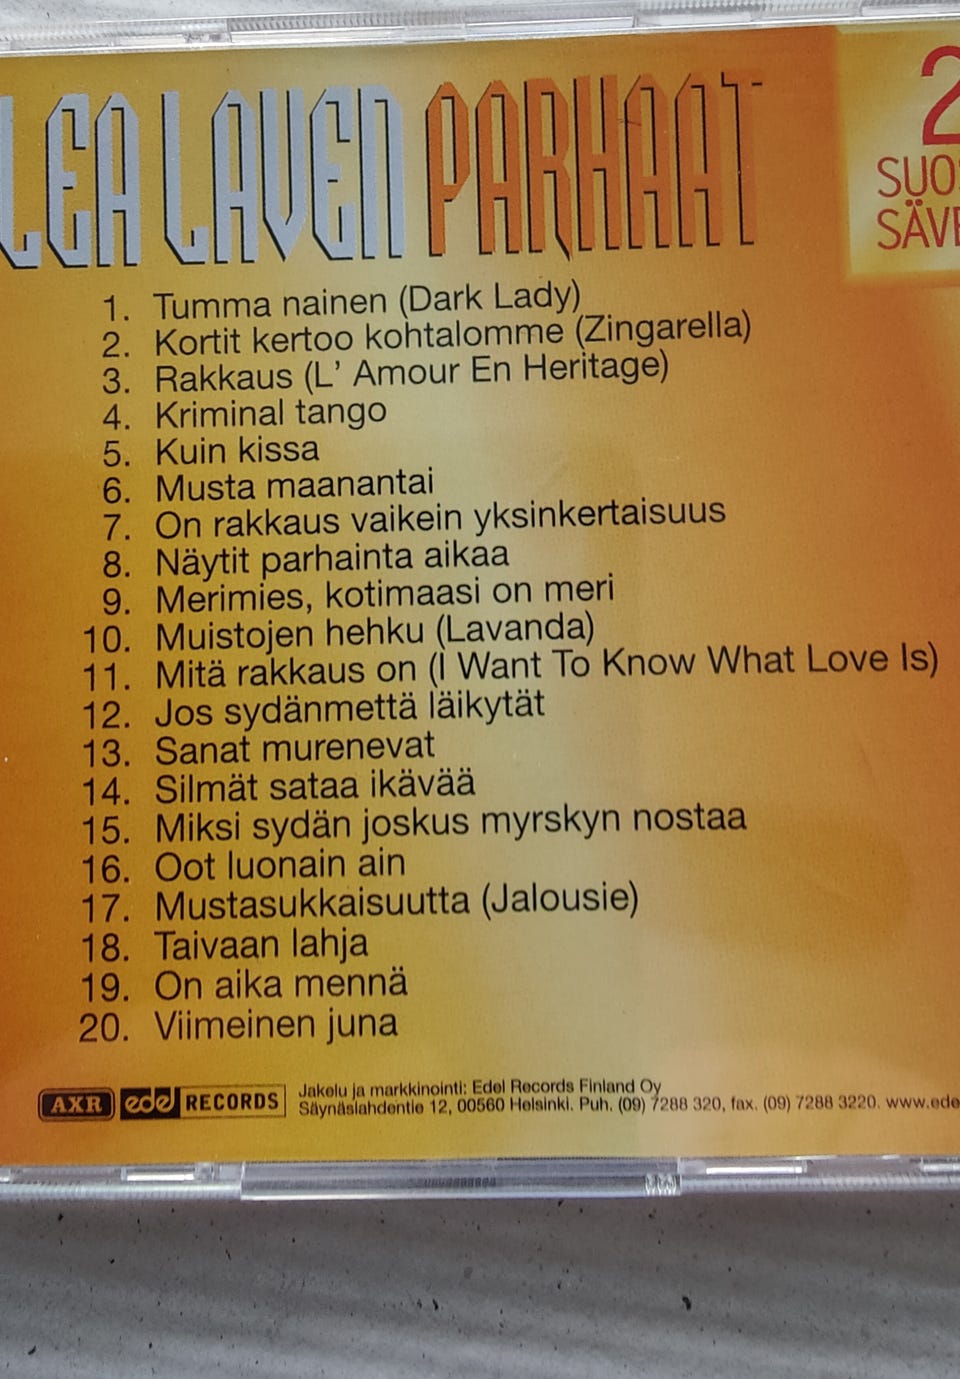 LEA LAVEN PARHAAT
2
SUOS
SÄVE
1. Tumma nainen (Dark Lady)
2. Kortit kertoo kohtalomme (Zingarella)
3. Rakkaus (L' Amour En Heritage)
4. Kriminal tango
5. Kuin kissa
6. Musta maanantai
7. On rakkaus vaikein yksinkertaisuus
8. Näytit parhainta aikaa
9. Merimies, kotimaasi on meri
10. Muistojen hehku (Lavanda)
11. Mitä rakkaus on (I Want To Know What Love Is)
12. Jos sydänmettä läikytät
13. Sanat murenevat
14. Silmät sataa ikävää
15. Miksi sydän joskus myrskyn nostaa
16. Oot luonain ain
17. Mustasukkaisuutta (Jalousie)
18. Taivaan lahja
19. On aika mennä
20. Viimeinen juna
AXR edel RECORDS
Jakelu ja markkinointi: Edel Records Finland Oy
Säynäslahdentie 12, 00560 Helsinki. Puh. (09) 7288 320, fax. (09) 7288 3220. www.ede